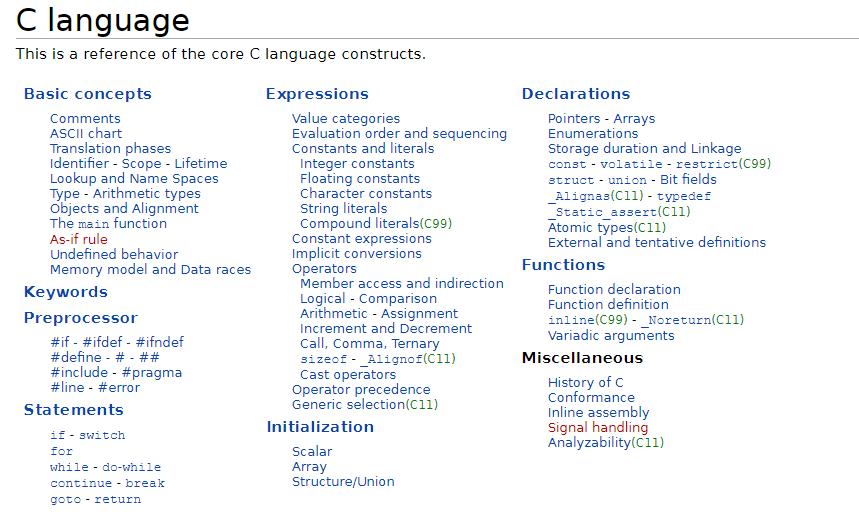 C language
This is a reference of the core C language constructs.
Basic concepts
Comments
ASCII chart
Translation phases
Identifier - Scope - Lifetime
Lookup and Name Spaces
Type - Arithmetic types
Objects and Alignment
The main function
As-if rule
Undefined behavior
Memory model and Data races
Keywords
Preprocessor
#if - #ifdef - #ifndef
#define - # - ##
#include - #pragma
#line - #error
Statements
if - switch
for
while - do-while
continue - break
goto - return
Expressions
Value categories
Evaluation order and sequencing
Constants and literals
Integer constants
Floating constants
Character constants
String literals
Compound literals(C99)
Constant expressions
Implicit conversions
Operators
Member access and indirection
Logical - Comparison
Arithmetic - Assignment
Increment and Decrement
Call, Comma, Ternary
sizeof - _Alignof(C11)
Cast operators
Operator precedence
Generic selection(C11)
Initialization
Scalar
Array
Structure/Union
Declarations
Pointers - Arrays
Enumerations
Storage duration and Linkage
const - volatile - restrict(C99)
struct - union - Bit fields
_Alignas(C11) - typedef
_Static_assert(C11)
Atomic types(C11)
External and tentative definitions
Functions
Function declaration
Function definition
inline(C99) - _Noreturn(C11)
Variadic arguments
Miscellaneous
History of C
Conformance
Inline assembly
Signal handling
Analyzability(C11)